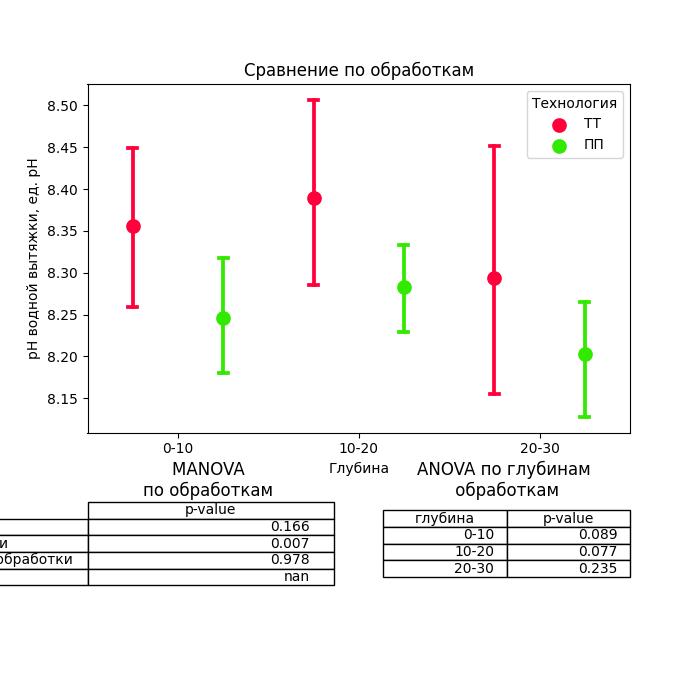 Сравнение по обработкам
рН водной вытяжки, ед. рН
8.50
8.45
8.40
8.35
8.30
8.25
8.20
8.15
Технология
ТТ
ПП
0-10
10-20
20-30
Глубина
MANOVA
по обработкам
p-value
0.166
и
0.007
обработки
0.978
nan
ANOVA по глубинам
обработкам
глубина
p-value
0-10
0.089
10-20
0.077
20-30
0.235